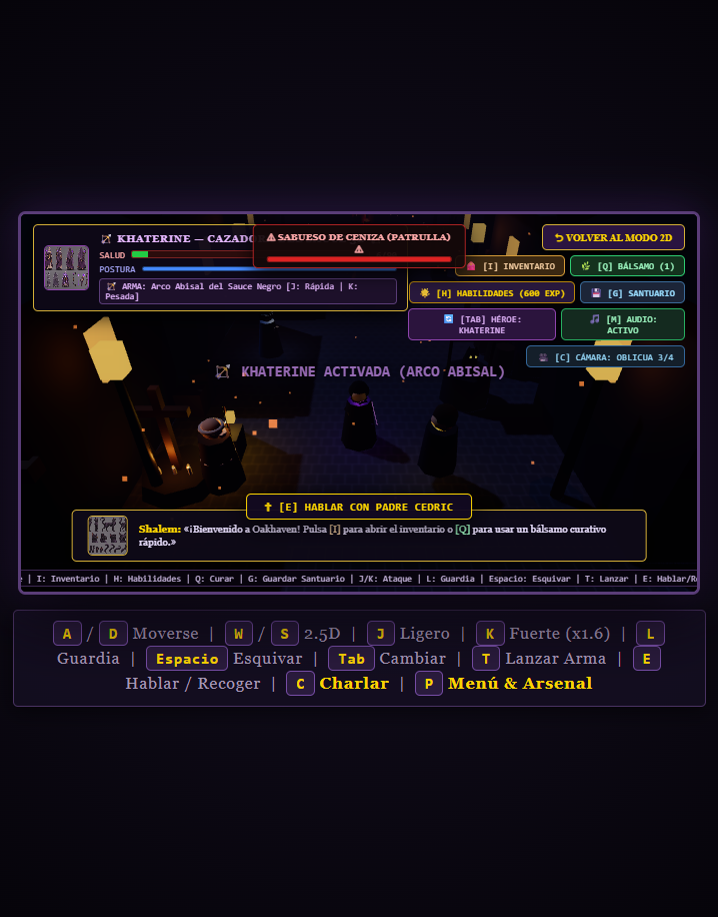 KHATERINE — CAZADO
SALUD
POSTURA
ARMA: Arco Abisal del Sauce Negro [J: Rápida | K:
Pesada]
⚠ SABUESO DE CENIZA (PATRULLA)
⚠
⮌ VOLVER AL MODO 2D
[I] INVENTARIO
[Q] BÁLSAMO (1)
[H] HABILIDADES (600 EXP)
[G] SANTUARIO
[TAB] HÉROE:
KHATERINE
[M] AUDIO:
ACTIVO
[C] CÁMARA: OBLICUA 3/4
KHATERINE ACTIVADA (ARCO ABISAL)
✝ [E] HABLAR CON PADRE CEDRIC
Shalem: «¡Bienvenido a Oakhaven! Pulsa [I] para abrir el inventario o [Q] para usar un bálsamo curativo
rápido.»
| I: Inventario | H: Habilidades | Q: Curar | G: Guardar Santuario | J/K: Ataque | L: Guardia | Espacio: Esquivar | T: Lanzar | E: Hablar/Re
A / D Moverse | W / S 2.5D | J Ligero | K Fuerte (x1.6) | L
Guardia | Espacio Esquivar | Tab Cambiar | T Lanzar Arma | E
Hablar / Recoger | C Charlar | P Menú & Arsenal